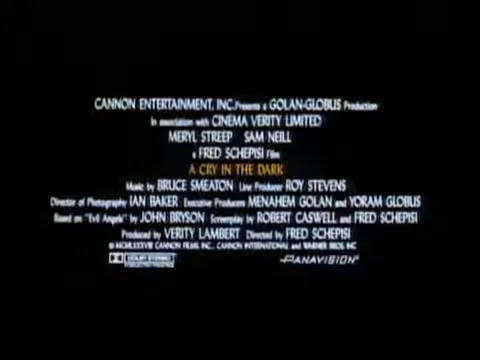 CANNON ENTERTAINMENT, INC. Presents a GOLAN-GLOBUS Production
In association with CINEMA VERITY LIMITED
MERYL STREEP SAM NEILL
a FRED SCHEPISI Film
A CRY IN THE DARK
Music by BRUCE SMEATON Line Producer ROY STEVENS
Director of Photography IAN BAKER Executive Producers MENAHEM GOLAN and YORAM GLOBUS
Based on "Evil Angels" by JOHN BRYSON Screenplay by ROBERT CASWELL and FRED SCHEPISI
Produced by VERITY LAMBERT Directed by FRED SCHEPISI
©MCMLXXXVIII CANNON FILMS INC., CANNON INTERNATIONAL and WARNER BROS. INC
DOLBY STEREO PANAVISION®